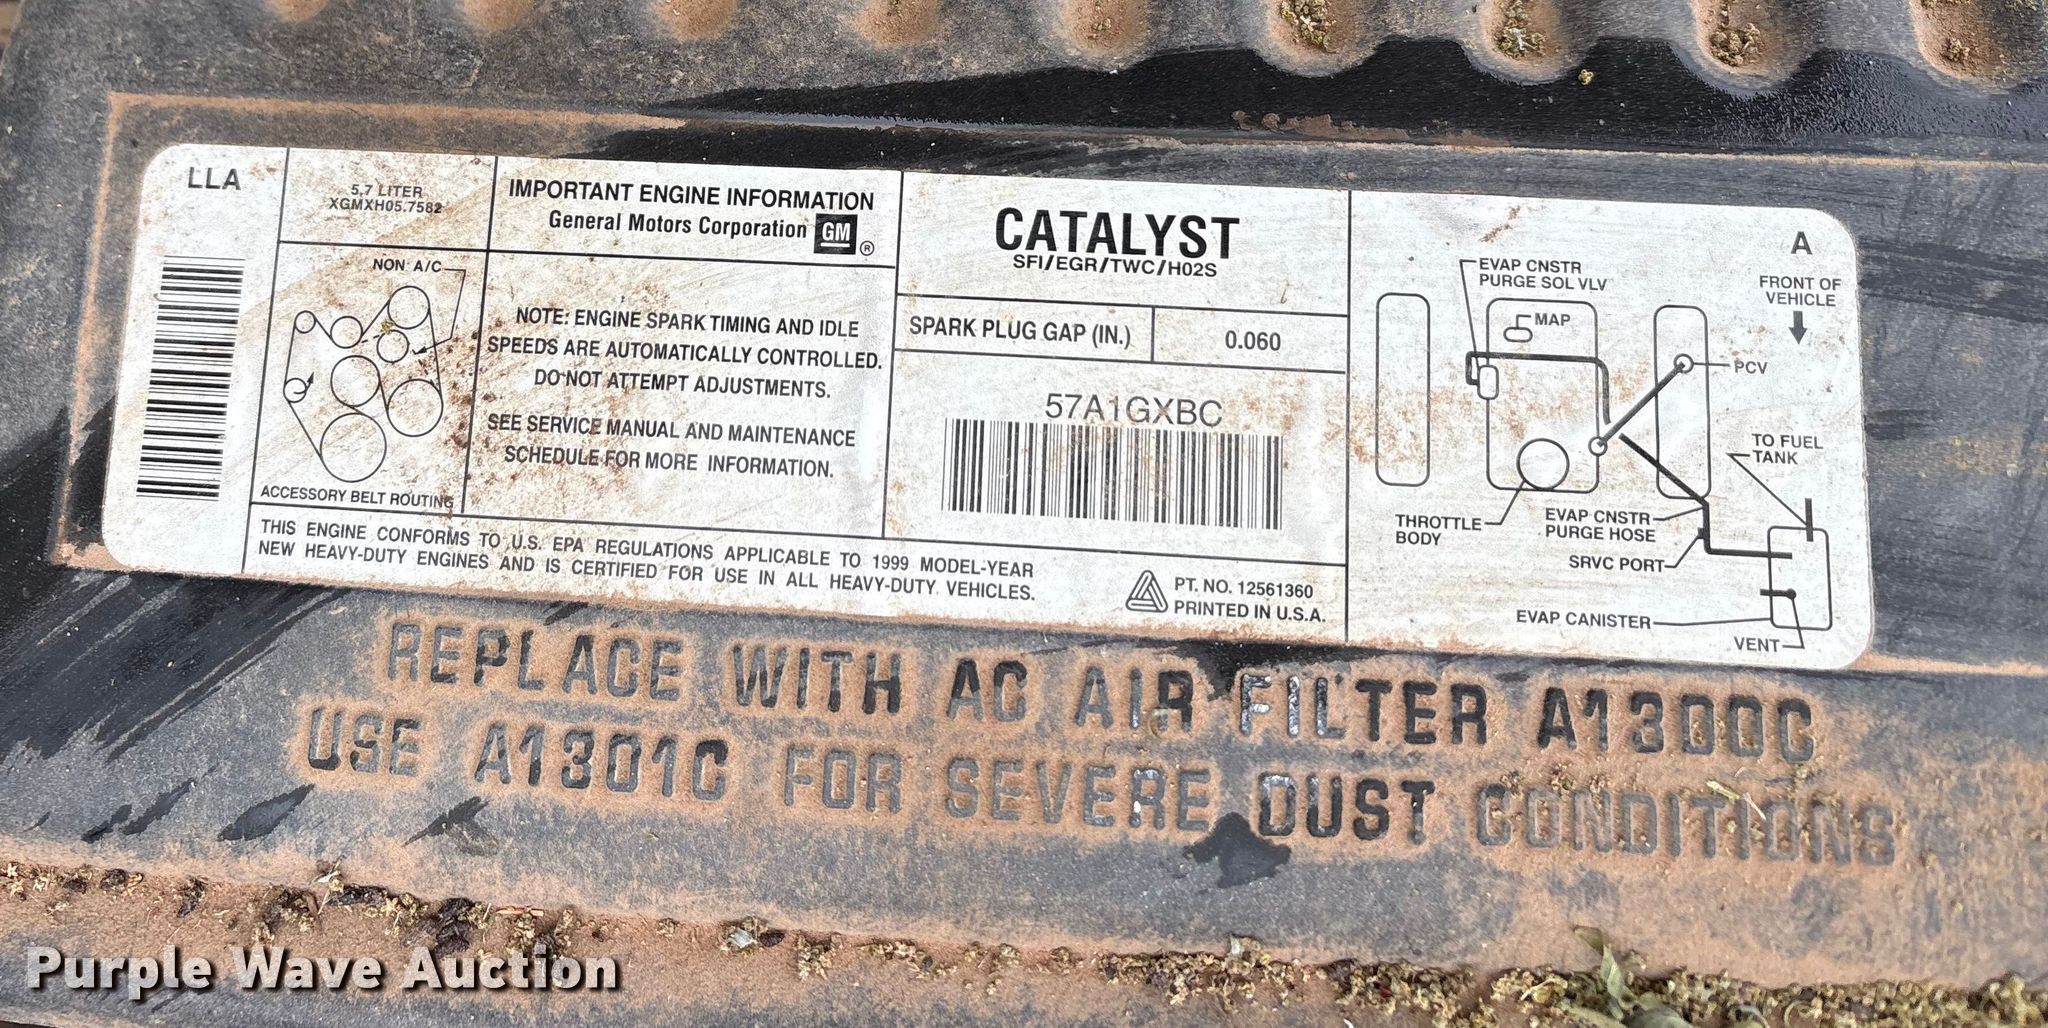 LLA
5.7 LITER
XGMXH05.7582
NON A/C
ACCESSORY BELT ROUTING
IMPORTANT ENGINE INFORMATION
General Motors Corporation GM ®
NOTE: ENGINE SPARK TIMING AND IDLE
SPEEDS ARE AUTOMATICALLY CONTROLLED.
DO NOT ATTEMPT ADJUSTMENTS.
SEE SERVICE MANUAL AND MAINTENANCE
SCHEDULE FOR MORE INFORMATION.
CATALYST
SFI/EGR/TWC/HO2S
SPARK PLUG GAP (IN.) 0.060
57A1GXBC
THIS ENGINE CONFORMS TO U.S. EPA REGULATIONS APPLICABLE TO 1999 MODEL-YEAR
NEW HEAVY-DUTY ENGINES AND IS CERTIFIED FOR USE IN ALL HEAVY-DUTY VEHICLES.
PT. NO. 12561360
PRINTED IN U.S.A.
A
FRONT OF
VEHICLE
EVAP CNSTR
PURGE SOL VLV
MAP
PCV
TO FUEL
TANK
THROTTLE
BODY
EVAP CNSTR
PURGE HOSE
SRVC PORT
EVAP CANISTER
VENT
REPLACE WITH AC AIR FILTER A1300C
USE A1301C FOR SEVERE DUST CONDITIONS
Purple Wave Auction